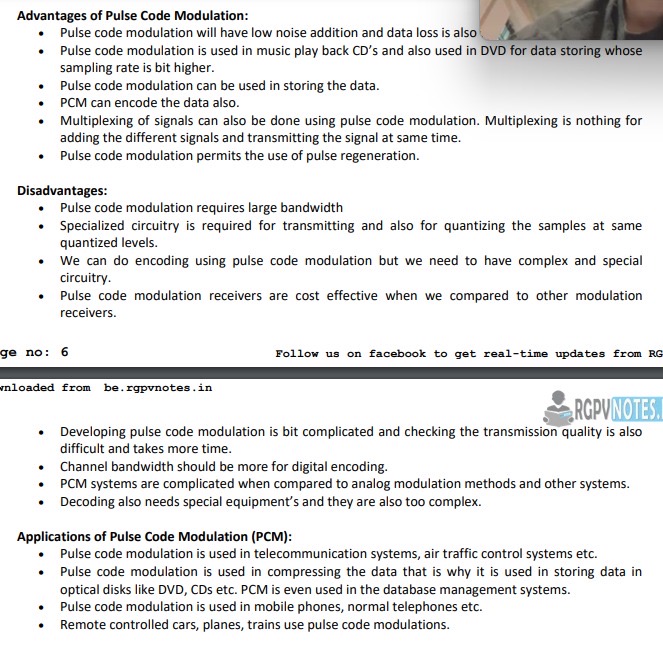 Advantages of Pulse Code Modulation:
• Pulse code modulation will have low noise addition and data loss is also
• Pulse code modulation is used in music play back CD's and also used in DVD for data storing whose
sampling rate is bit higher.
• Pulse code modulation can be used in storing the data.
• PCM can encode the data also.
• Multiplexing of signals can also be done using pulse code modulation. Multiplexing is nothing for
adding the different signals and transmitting the signal at same time.
• Pulse code modulation permits the use of pulse regeneration.
Disadvantages:
• Pulse code modulation requires large bandwidth
• Specialized circuitry is required for transmitting and also for quantizing the samples at same
quantized levels.
• We can do encoding using pulse code modulation but we need to have complex and special
circuitry.
• Pulse code modulation receivers are cost effective when we compared to other modulation
receivers.
ge no: 6 Follow us on facebook to get real-time updates from RG
wnloaded from be.rgpvnotes.in
RGPVNOTES.
• Developing pulse code modulation is bit complicated and checking the transmission quality is also
difficult and takes more time.
• Channel bandwidth should be more for digital encoding.
• PCM systems are complicated when compared to analog modulation methods and other systems.
• Decoding also needs special equipment's and they are also too complex.
Applications of Pulse Code Modulation (PCM):
• Pulse code modulation is used in telecommunication systems, air traffic control systems etc.
• Pulse code modulation is used in compressing the data that is why it is used in storing data in
optical disks like DVD, CDs etc. PCM is even used in the database management systems.
• Pulse code modulation is used in mobile phones, normal telephones etc.
• Remote controlled cars, planes, trains use pulse code modulations.